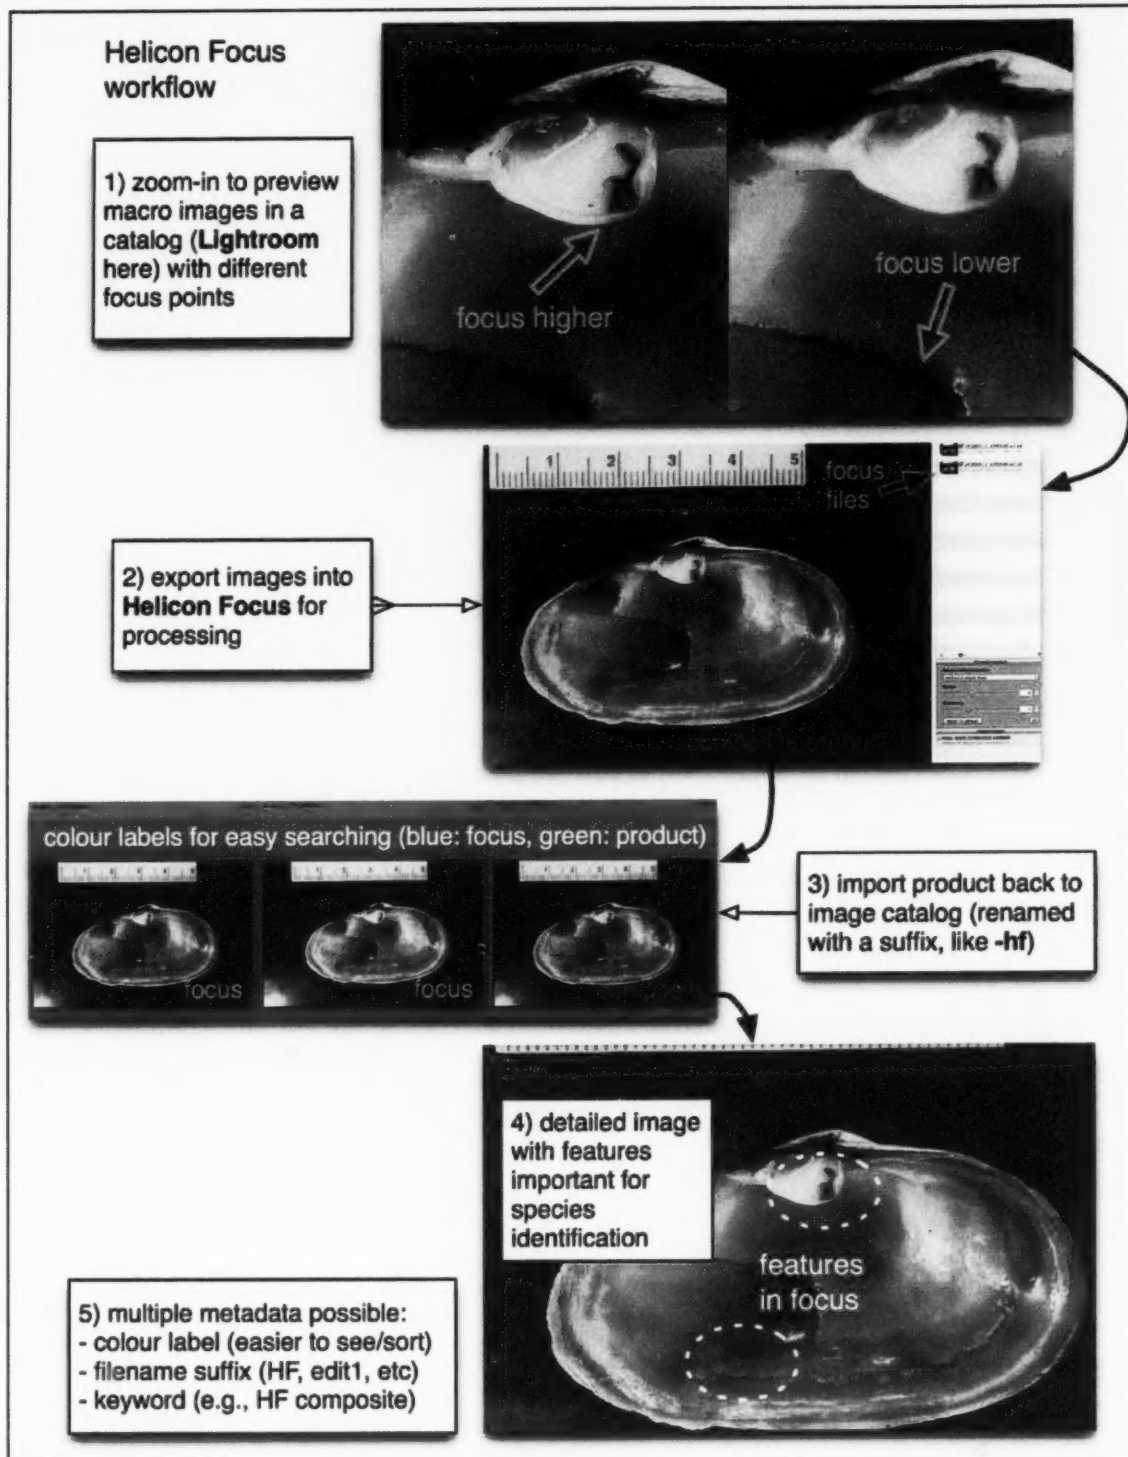 Helicon Focus
workflow
1) zoom-in to preview
macro images in a
catalog (Lightroom
here) with different
focus points
focus higher
focus lower
1 2 3 4 5
focus
files
2) export images into
Helicon Focus for
processing
colour labels for easy searching (blue: focus, green: product)
focus
focus
3) import product back to
image catalog (renamed
with a suffix, like -hf)
4) detailed image
with features
important for
species
identification
features
in focus
5) multiple metadata possible:
- colour label (easier to see/sort)
- filename suffix (HF, edit1, etc)
- keyword (e.g., HF composite)